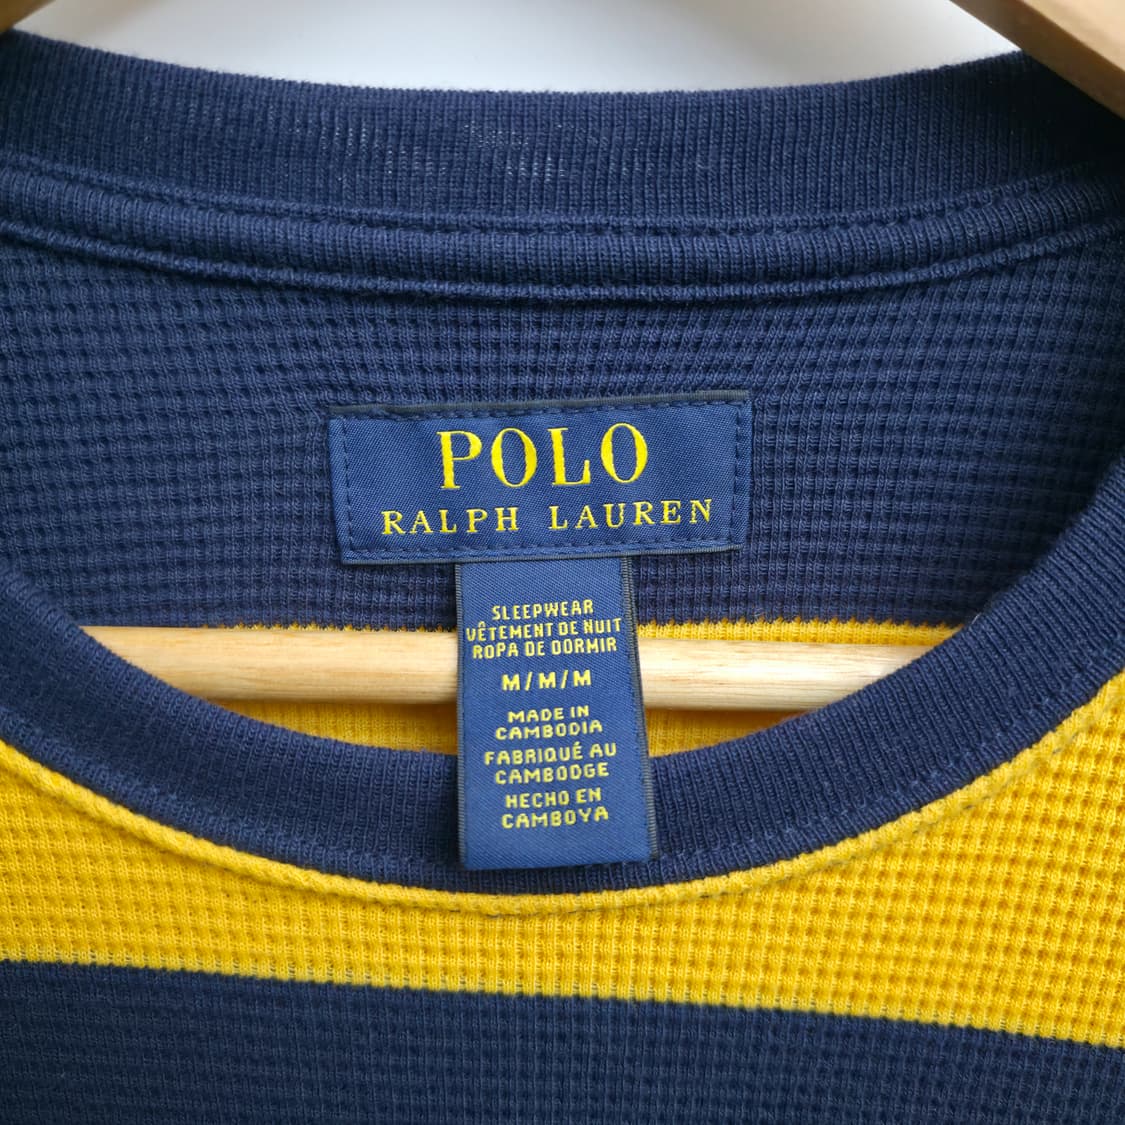 POLO
RALPH LAUREN
SLEEPWEAR
VÊTEMENT DE NUIT
ROPA DE DORMIR
M/M/M
MADE IN
CAMBODIA
FABRIQUÉ AU
CAMBODGE
HECHO EN
CAMBOYA